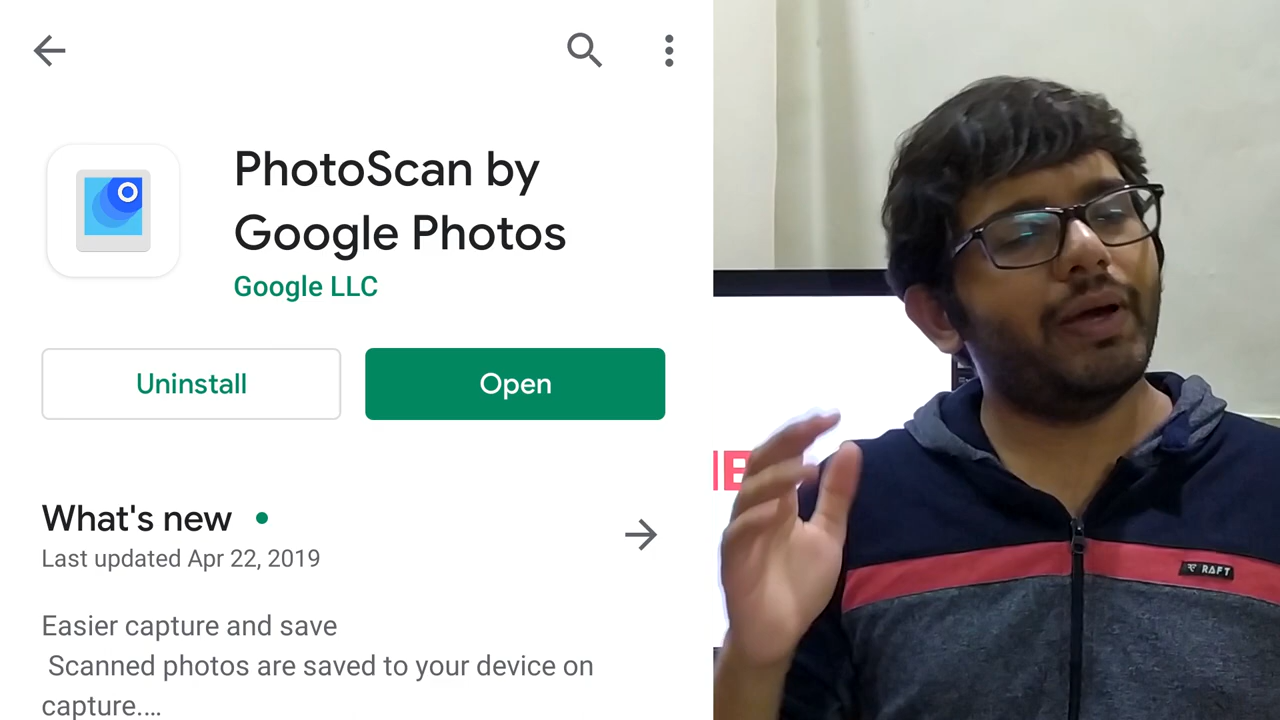 PhotoScan by
Google Photos
Google LLC
Uninstall
Open
What's new
Last updated Apr 22, 2019
Easier capture and save
Scanned photos are saved to your device on
capture....
RAFT